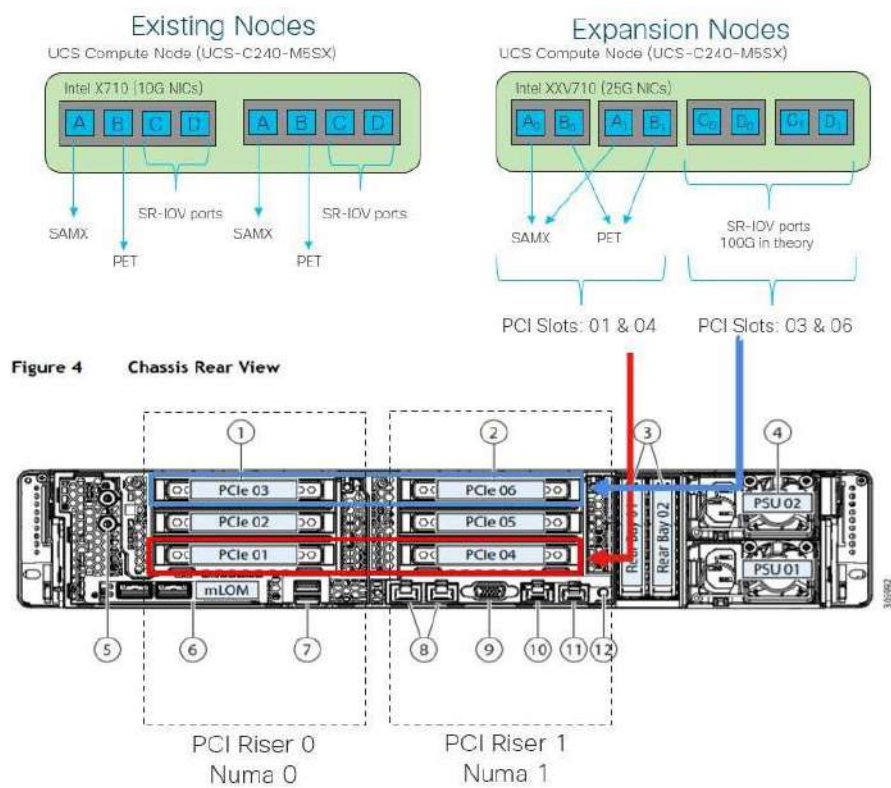 Existing Nodes
UCS Compute Node (UCS-C240-M5SX)
Intel X710 (10G NICs)
A B C D A B C D
SR-IOV ports SR-IOV ports
SAMX SAMX
PET PET
Expansion Nodes
UCS Compute Node (UCS-C240-M5SX)
Intel XXV710 (25G NICs)
A0 B0 A1 B1 C0 D0 C1 D1
SAMX PET
SR-IOV ports
100G in theory
PCI Slots: 01 & 04 PCI Slots: 03 & 06
Figure 4 Chassis Rear View
1 2 3 4
PCIe 03 PCIe 06
PCIe 02 PCIe 05
PCIe 01 PCIe 04
Rear Bay 01
Rear Bay 02
PSU 02
PSU 01
mLOM
5 6 7 8 9 10 11 12
PCI Riser 0 PCI Riser 1
Numa 0 Numa 1